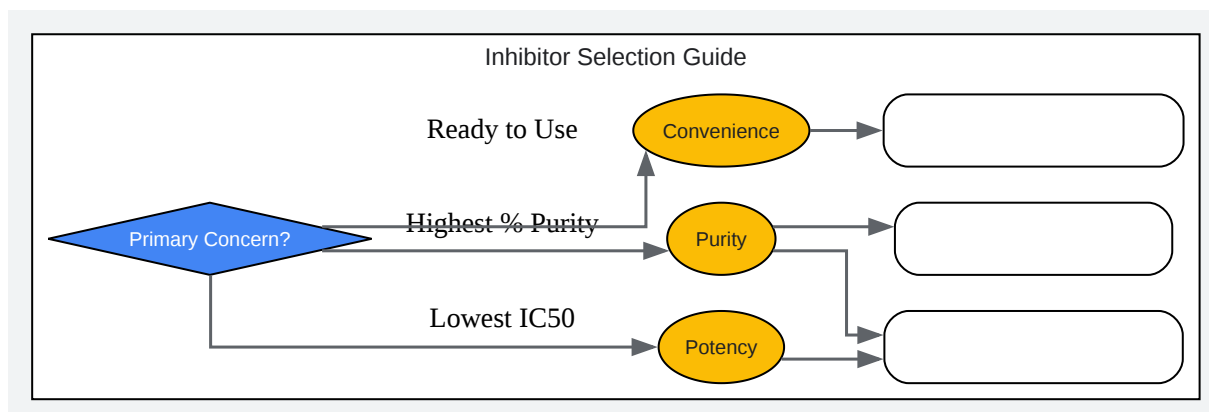 Inhibitor Selection Guide
Ready to Use
Convenience
Highest % Purity
Primary Concern?
Purity
Lowest IC50
Potency